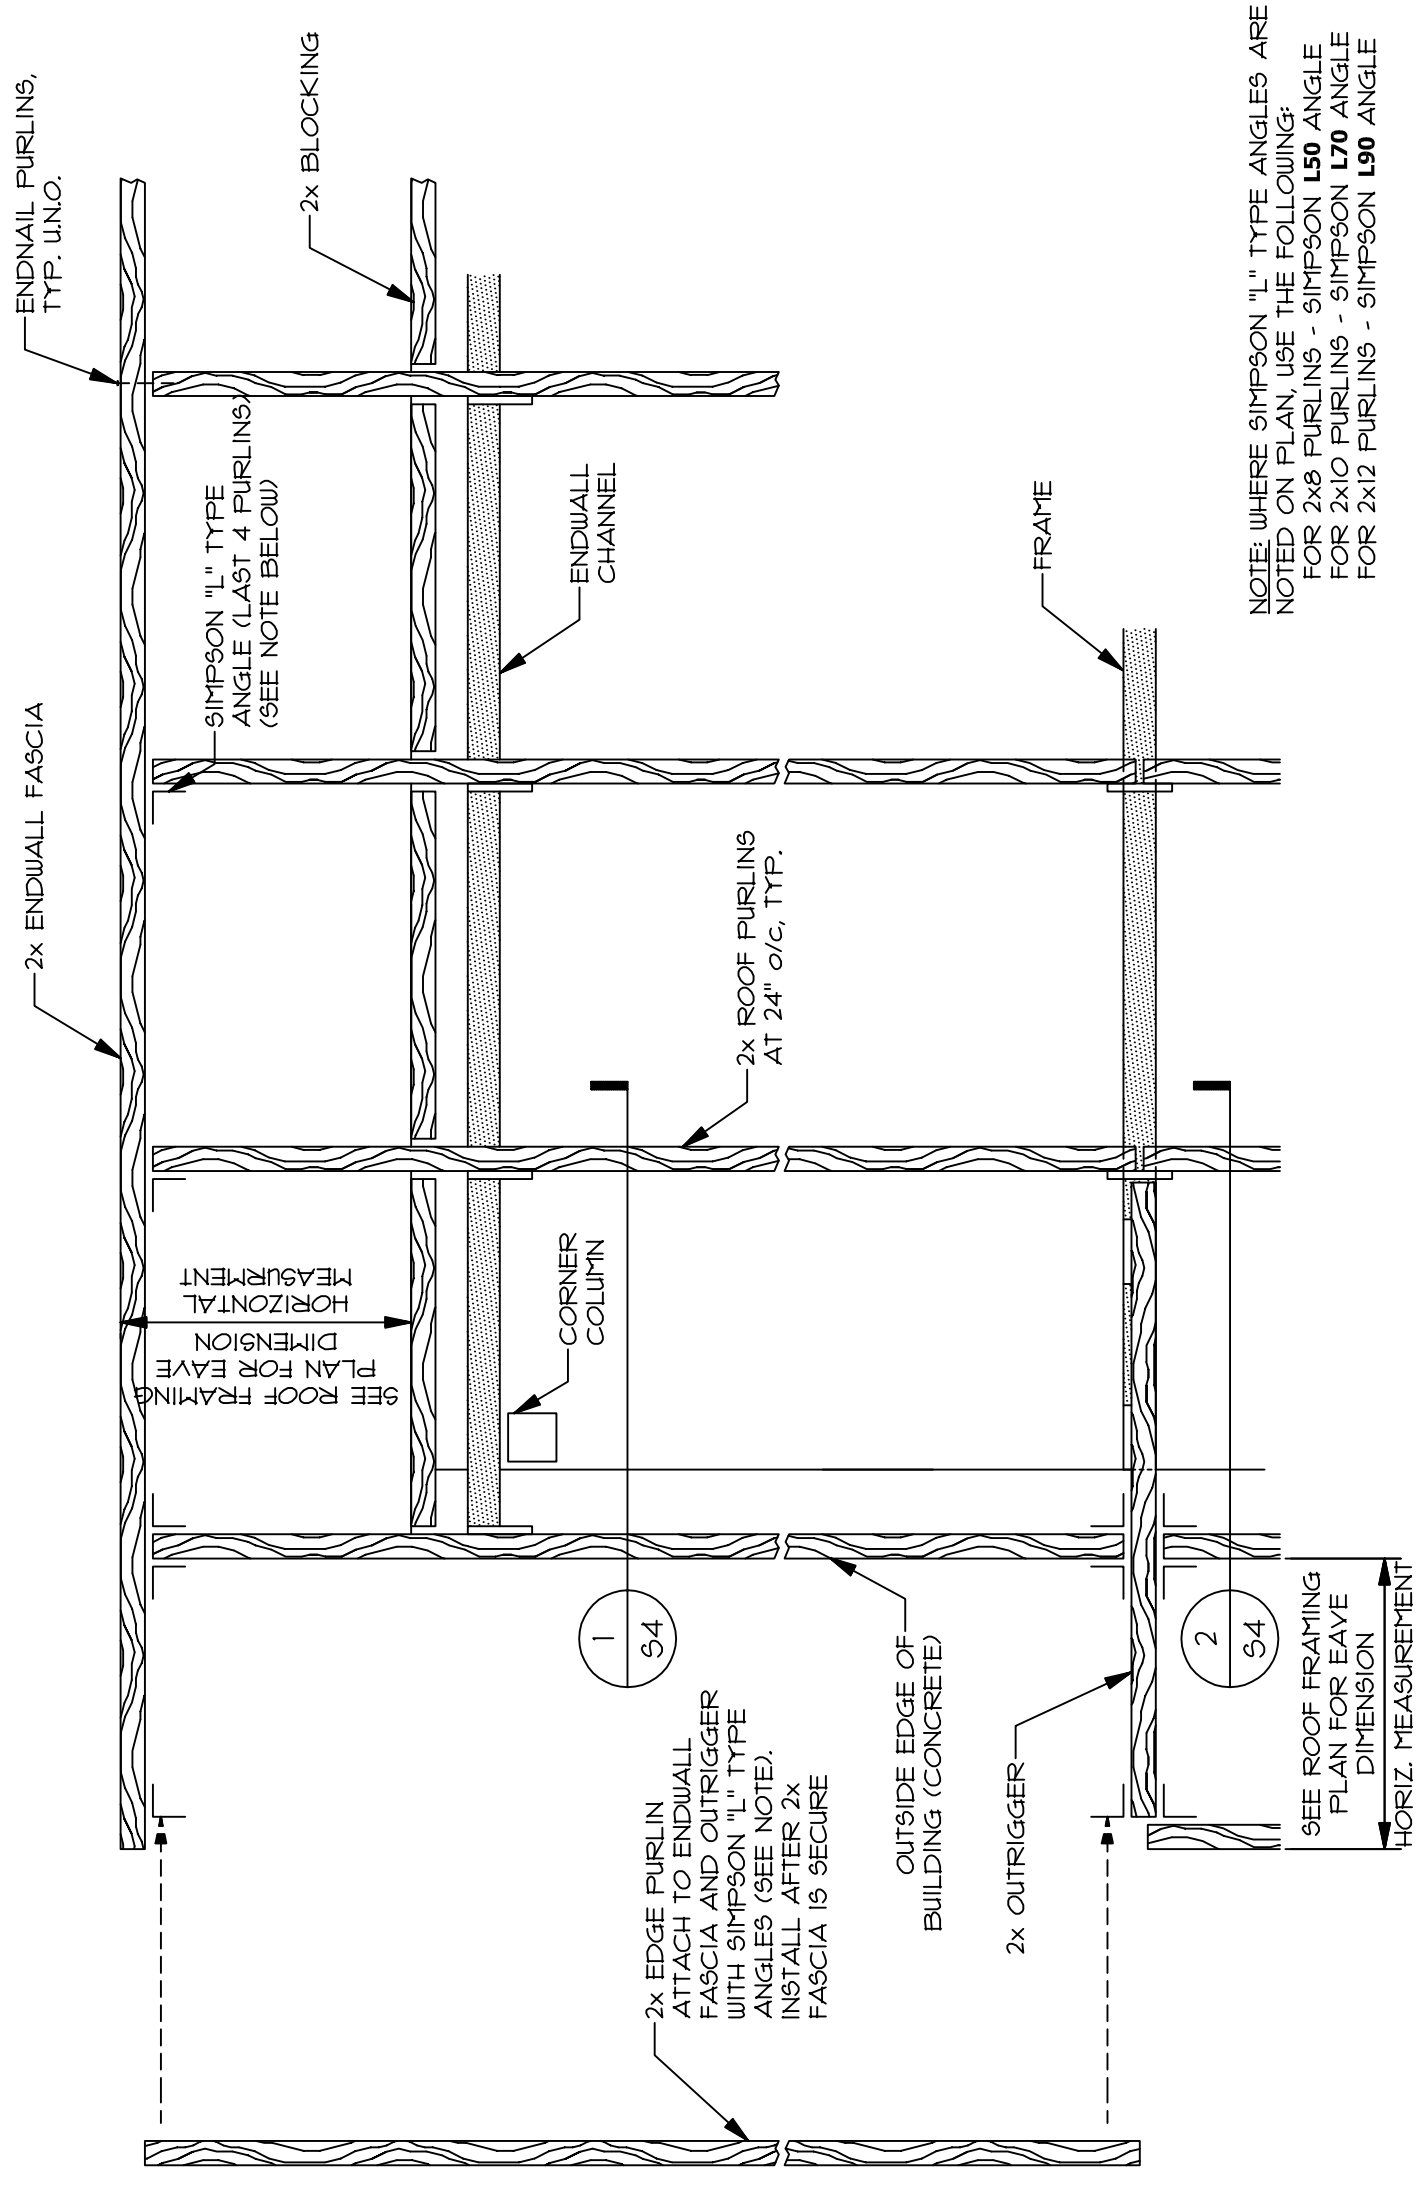 ENDNAIL PURLINS,
TYP. U.N.O.
2x BLOCKING
2x ENDWALL FASCIA
SIMPSON "L" TYPE
ANGLE (LAST 4 PURLINS)
(SEE NOTE BELOW)
ENDWALL
CHANNEL
FRAME
2x ROOF PURLINS
AT 24" O/C, TYP.
SEE ROOF FRAMING
PLAN FOR EAVE
DIMENSION
HORIZONTAL
MEASURMENT
CORNER
COLUMN
1
S4
2
S4
2x EDGE PURLIN
ATTACH TO ENDWALL
FASCIA AND OUTRIGGER
WITH SIMPSON "L" TYPE
ANGLES (SEE NOTE).
INSTALL AFTER 2x
FASCIA IS SECURE
OUTSIDE EDGE OF
BUILDING (CONCRETE)
2x OUTRIGGER
SEE ROOF FRAMING
PLAN FOR EAVE
DIMENSION
HORIZ. MEASUREMENT
NOTE: WHERE SIMPSON "L" TYPE ANGLES ARE
NOTED ON PLAN, USE THE FOLLOWING:
FOR 2x8 PURLINS - SIMPSON L50 ANGLE
FOR 2x10 PURLINS - SIMPSON L70 ANGLE
FOR 2x12 PURLINS - SIMPSON L90 ANGLE